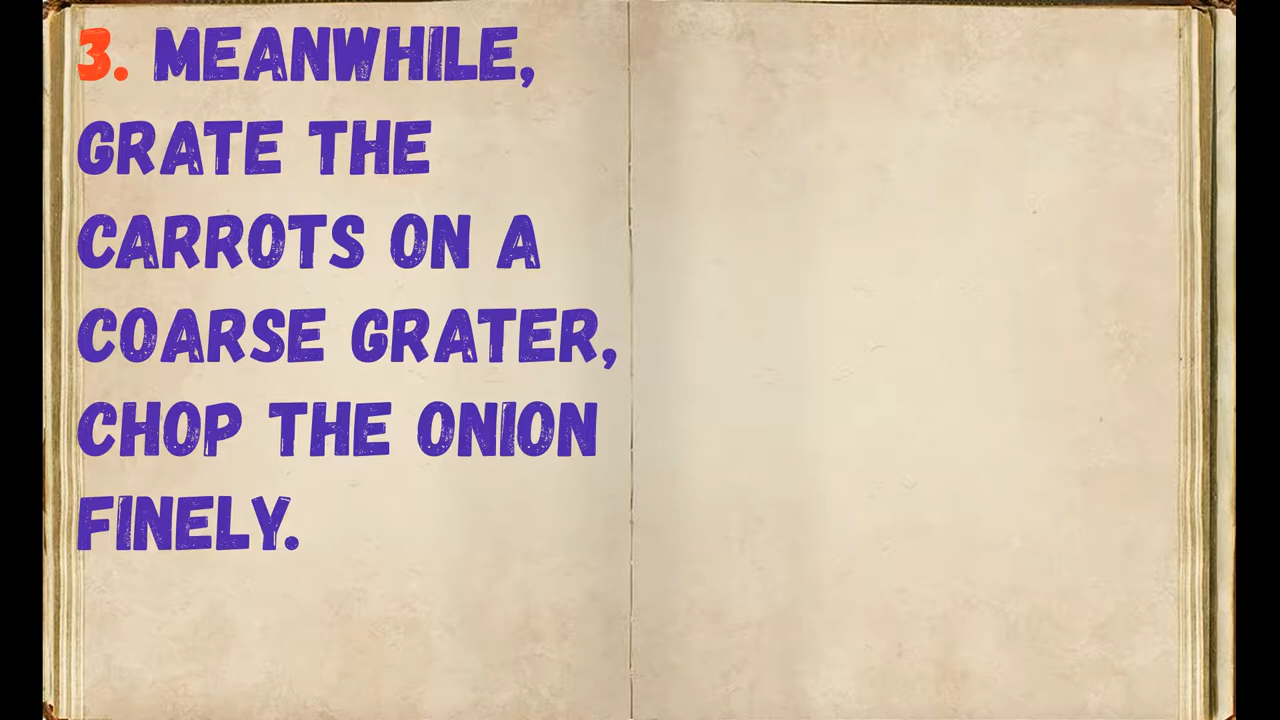 3. MEANWHILE,
GRATE THE
CARROTS ON A
COARSE GRATER,
CHOP THE ONION
FINELY.